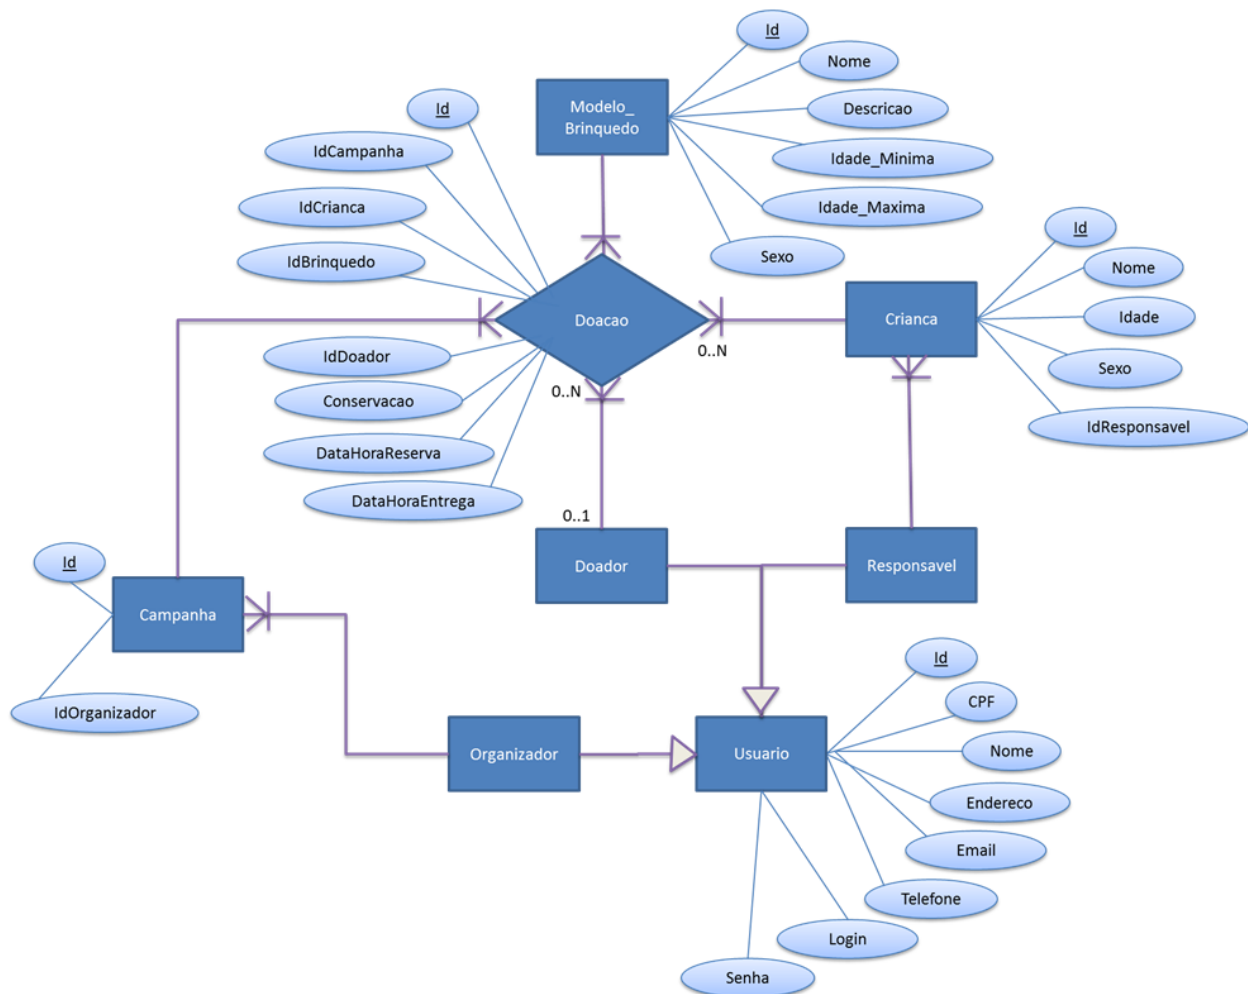 Id
Nome
Modelo_
Brinquedo
Descricao
Idade_Minima
Idade_Maxima
Sexo
Id
IdCampanha
IdCrianca
IdBrinquedo
Doacao
IdDoador
Conservacao
DataHoraReserva
DataHoraEntrega
0..N
0..N
0..1
Id
Nome
Crianca
Idade
Sexo
IdResponsavel
Doador
Responsavel
Id
Campanha
IdOrganizador
Organizador
Usuario
Id
CPF
Nome
Endereco
Email
Telefone
Login
Senha